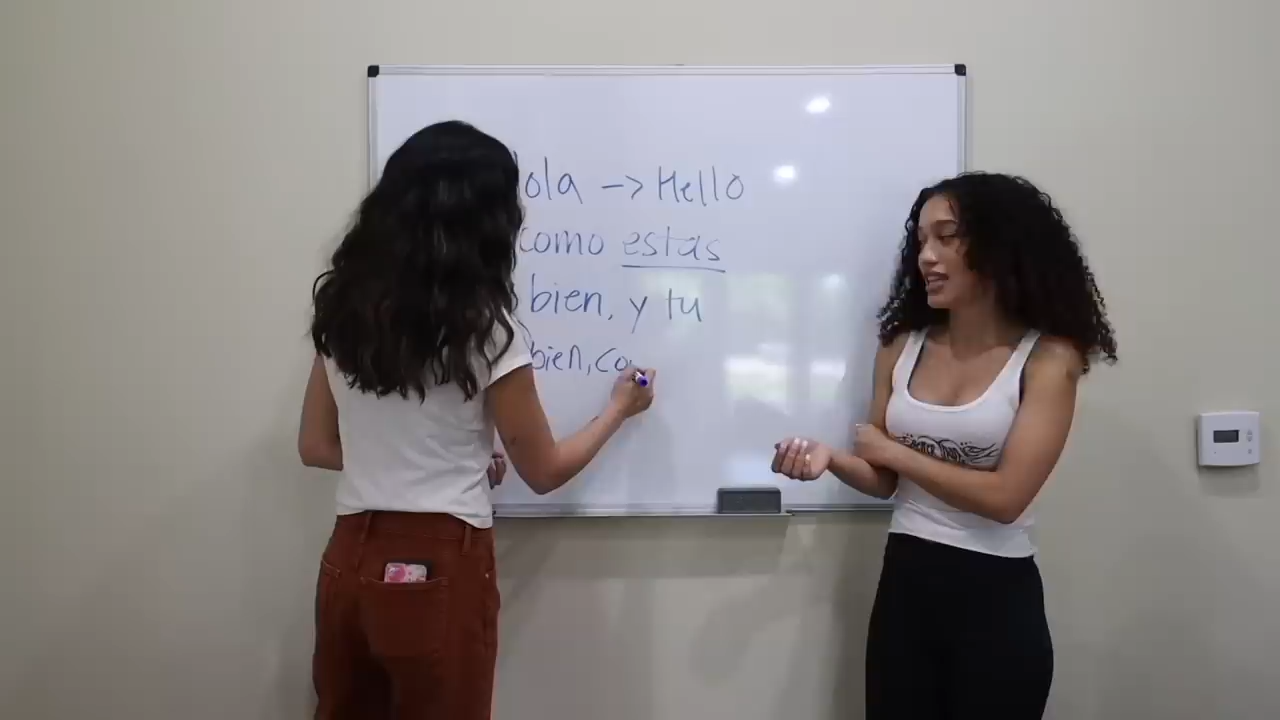 ola -> Hello
como estas
bien, y tu
bien, co